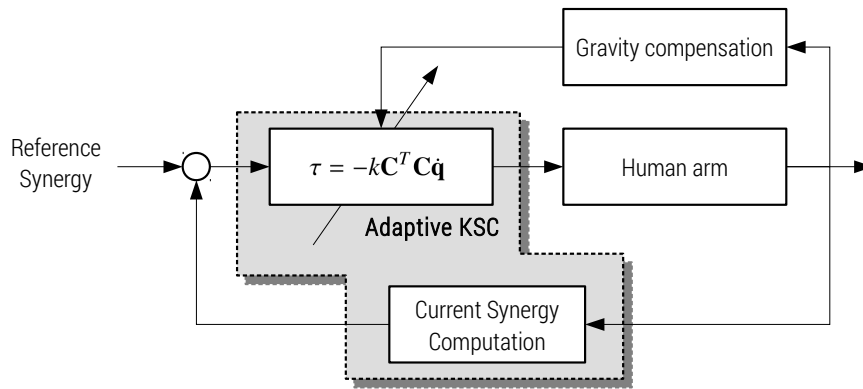 Gravity compensation
Reference
Synergy
τ = −kC^T Cq̇
Human arm
Adaptive KSC
Current Synergy
Computation